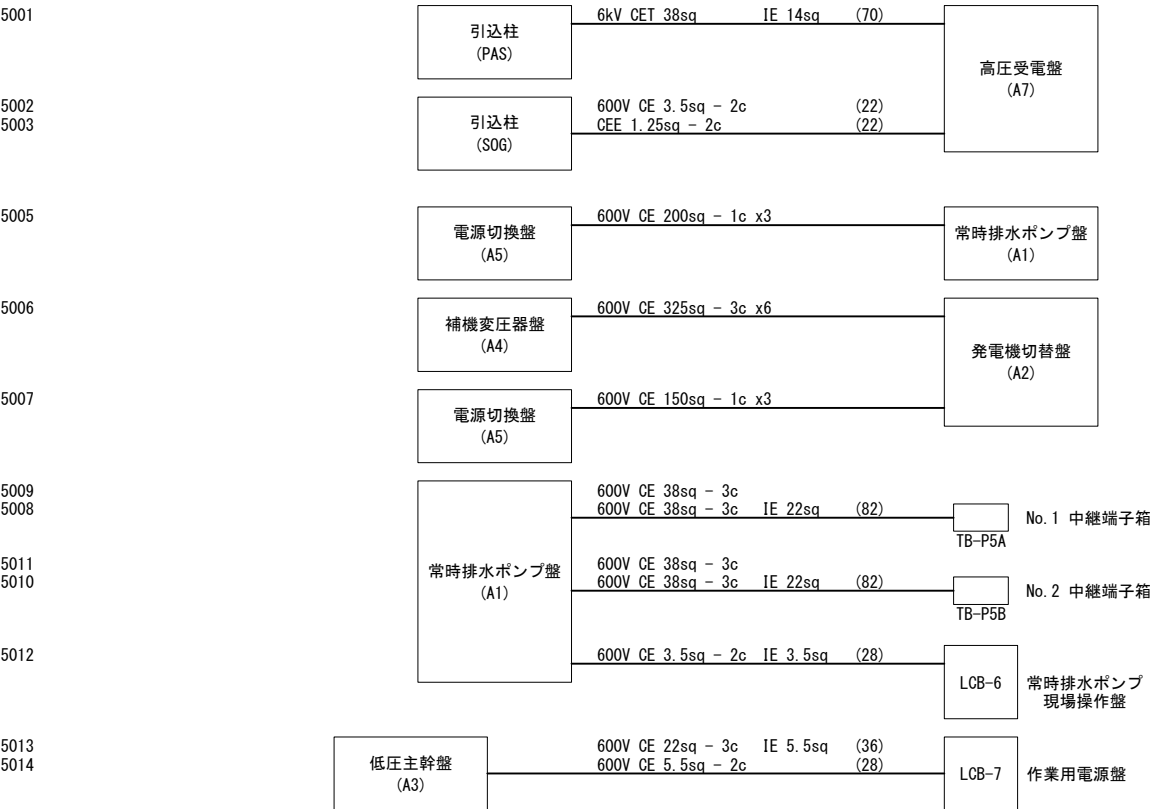 5001 引込柱 (PAS) 6kV CET 38sq IE 14sq (70) 高圧受電盤 (A7)
5002 600V CE 3.5sq - 2c (22)
5003 引込柱 (SOG) CEE 1.25sq - 2c (22)
5005 電源切換盤 (A5) 600V CE 200sq - 1c x3 常時排水ポンプ盤 (A1)
5006 補機変圧器盤 (A4) 600V CE 325sq - 3c x6 発電機切替盤 (A2)
5007 電源切換盤 (A5) 600V CE 150sq - 1c x3
5009 600V CE 38sq - 3c
5008 600V CE 38sq - 3c IE 22sq (82) No.1 中継端子箱
TB-P5A
5011 600V CE 38sq - 3c
常時排水ポンプ盤 (A1)
5010 600V CE 38sq - 3c IE 22sq (82) No.2 中継端子箱
TB-P5B
5012 600V CE 3.5sq - 2c IE 3.5sq (28) LCB-6 常時排水ポンプ
現場操作盤
5013 600V CE 22sq - 3c IE 5.5sq (36)
5014 低圧主幹盤 (A3) 600V CE 5.5sq - 2c (28) LCB-7 作業用電源盤